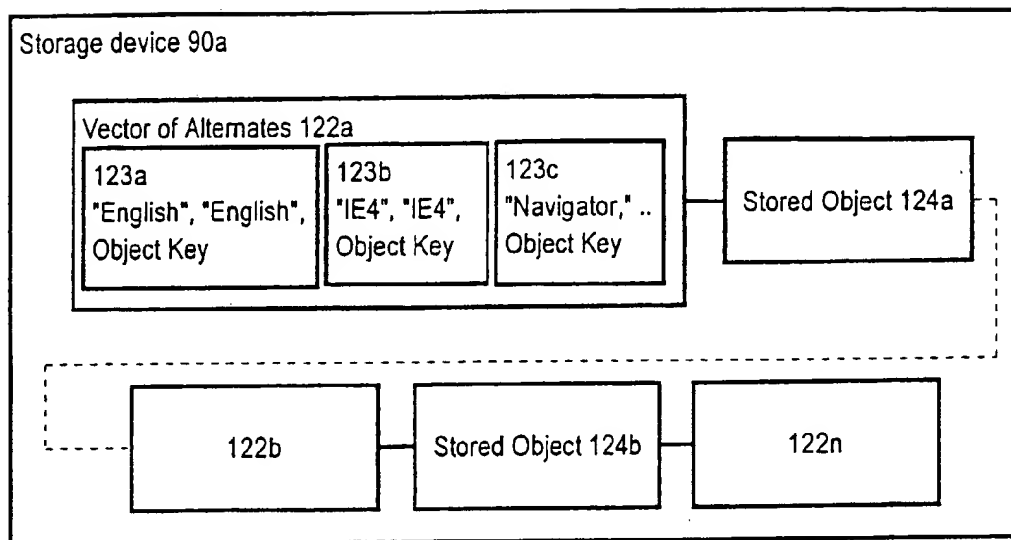 Storage device 90a
Vector of Alternates 122a
123a
"English", "English",
Object Key
123b
"IE4", "IE4",
Object Key
123c
"Navigator," ..
Object Key
Stored Object 124a
122b
Stored Object 124b
122n